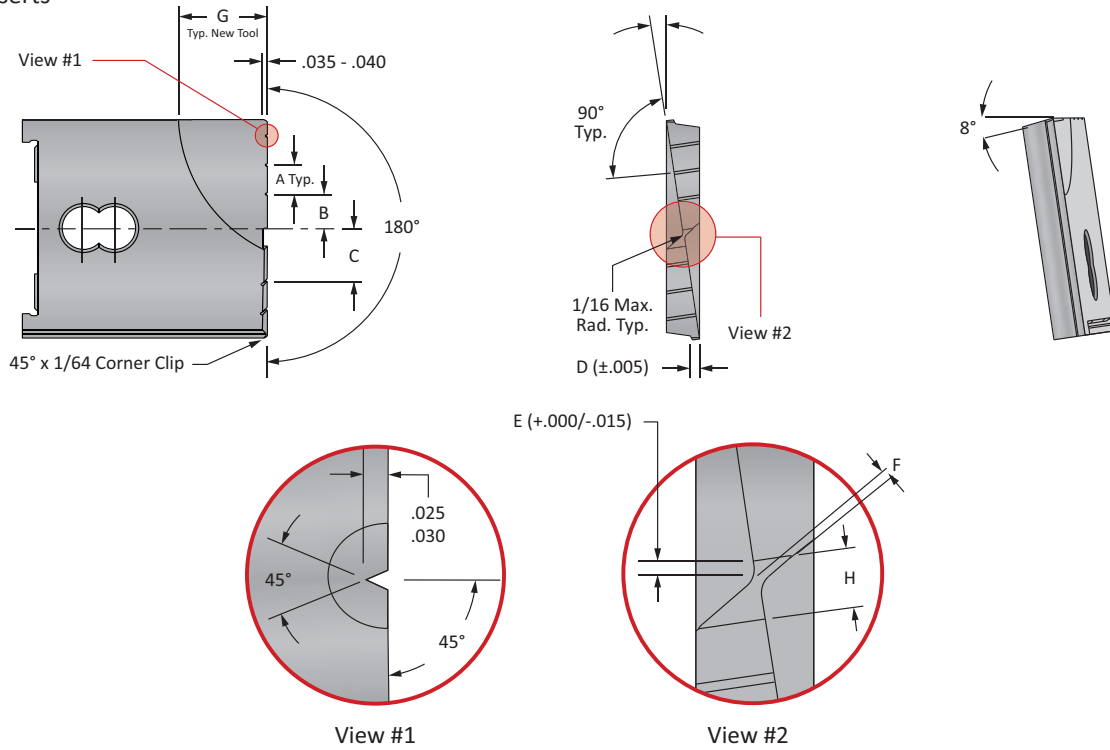 G
Typ. New Tool
View #1
.035 - .040
A Typ.
B
C
180°
45° x 1/64 Corner Clip
90°
Typ.
1/16 Max.
Rad. Typ.
View #2
D (±.005)
8°
E (+.000/-.015)
.025
.030
45°
45°
View #1
F
H
View #2